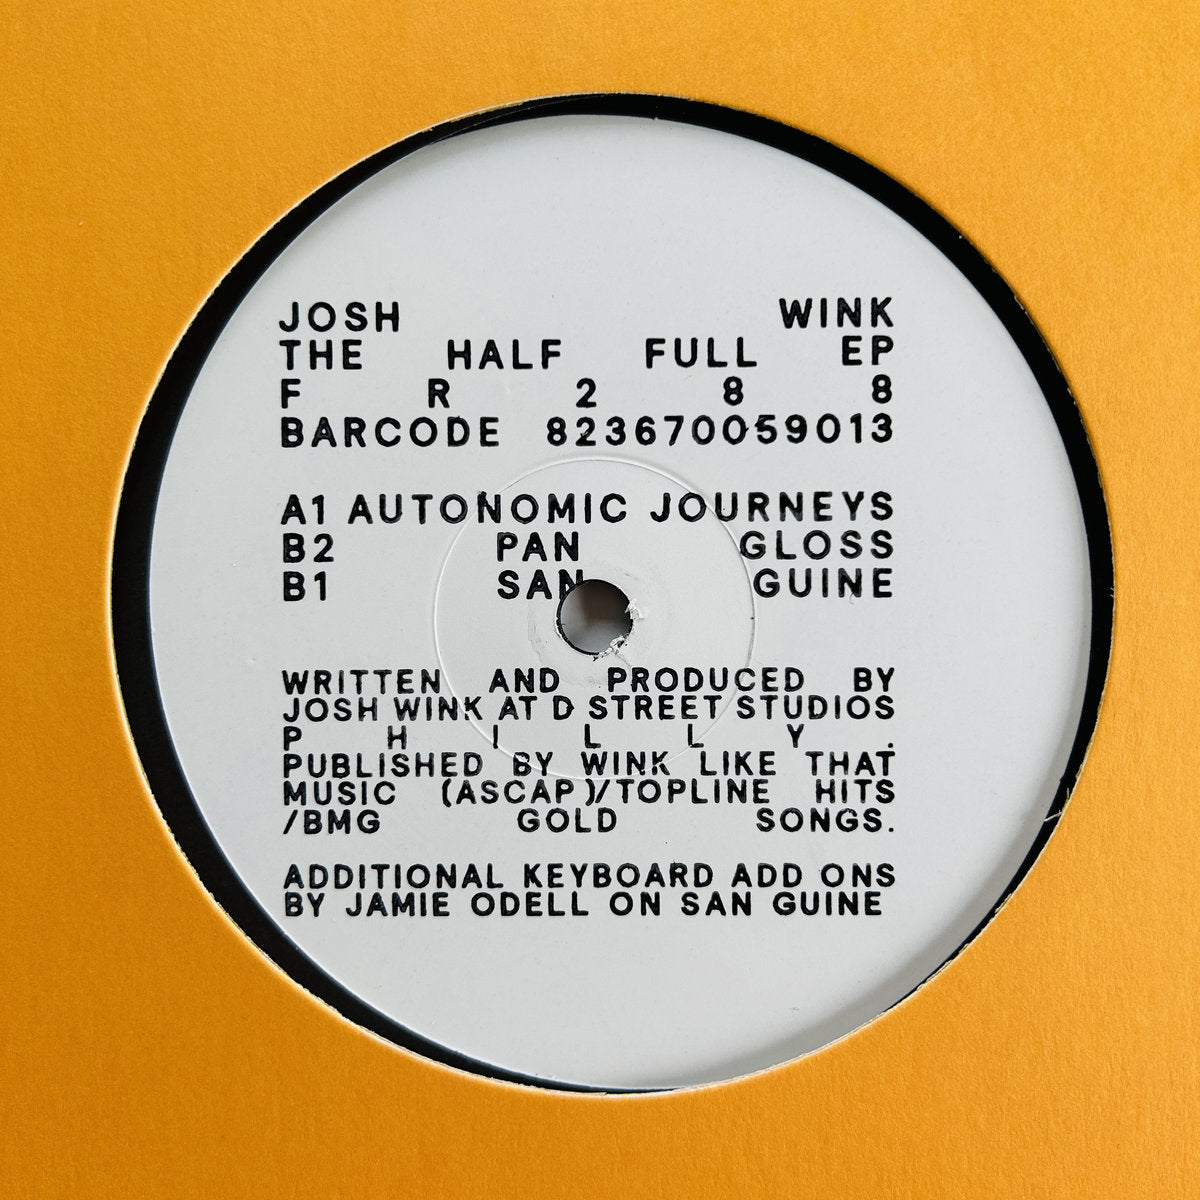 JOSH WINK
THE HALF FULL EP
F R 2 8 8
BARCODE 823670059013
A1 AUTONOMIC JOURNEYS
B2 PAN GLOSS
B1 SAN GUINE
WRITTEN AND PRODUCED BY
JOSH WINK AT D STREET STUDIOS
P H I L L Y .
PUBLISHED BY WINK LIKE THAT
MUSIC (ASCAP)/TOPLINE HITS
/BMG GOLD SONGS.
ADDITIONAL KEYBOARD ADD ONS
BY JAMIE ODELL ON SAN GUINE